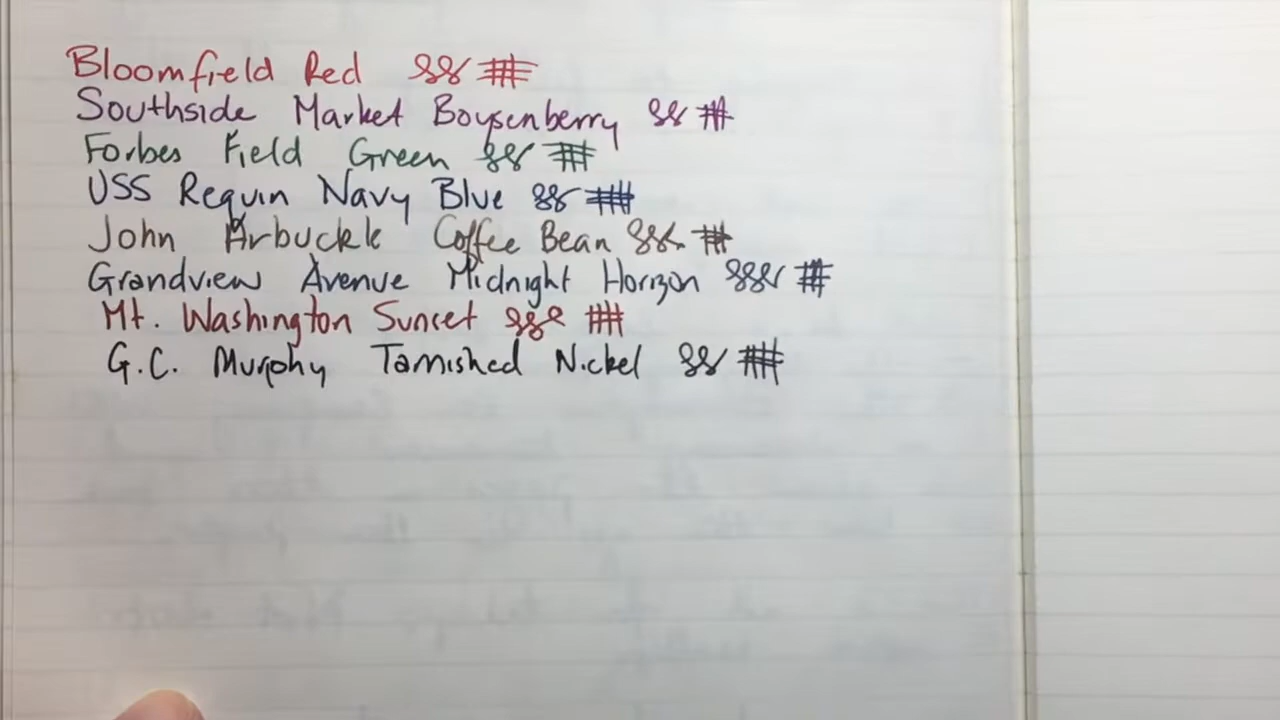 Bloomfield Red
Southside Market Boysenberry
Forbes Field Green
USS Requin Navy Blue
John Arbuckle Coffee Bean
Grandview Avenue Midnight Horizon
Mt. Washington Sunset
G.C. Murphy Tarnished Nickel